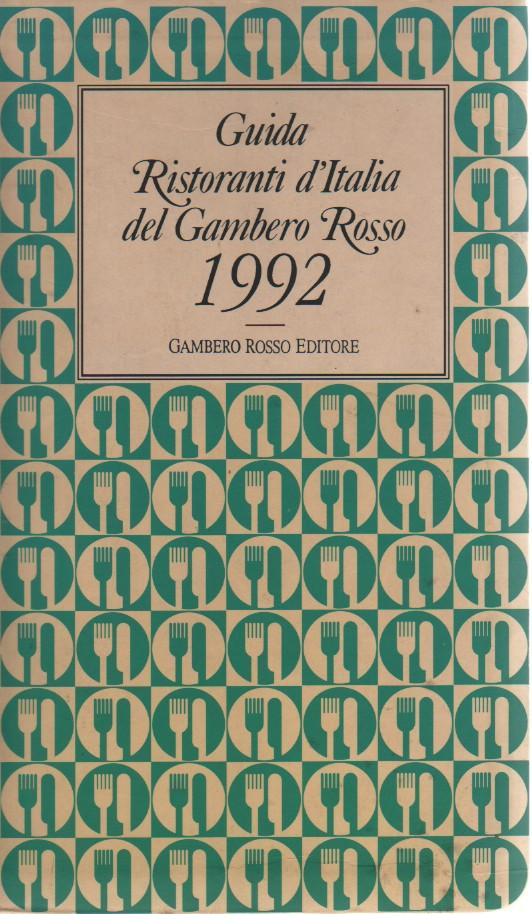 Guida
Ristoranti d'Italia
del Gambero Rosso
1992
GAMBERO ROSSO EDITORE